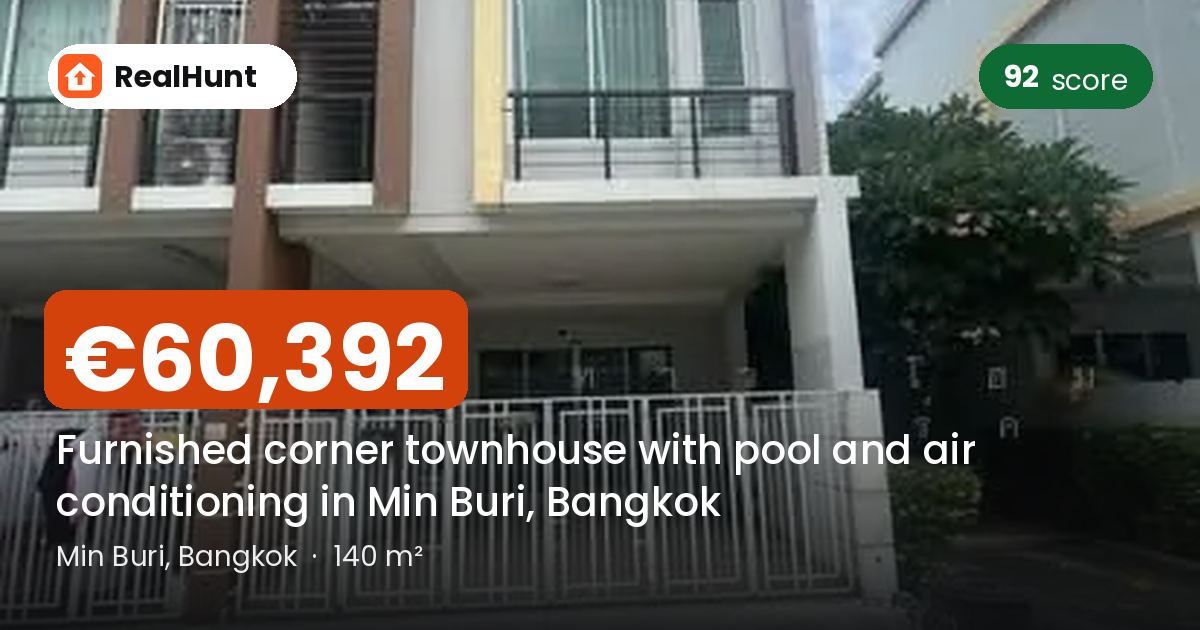 RealHunt
92 score
€60,392
Furnished corner townhouse with pool and air
conditioning in Min Buri, Bangkok
Min Buri, Bangkok · 140 m²